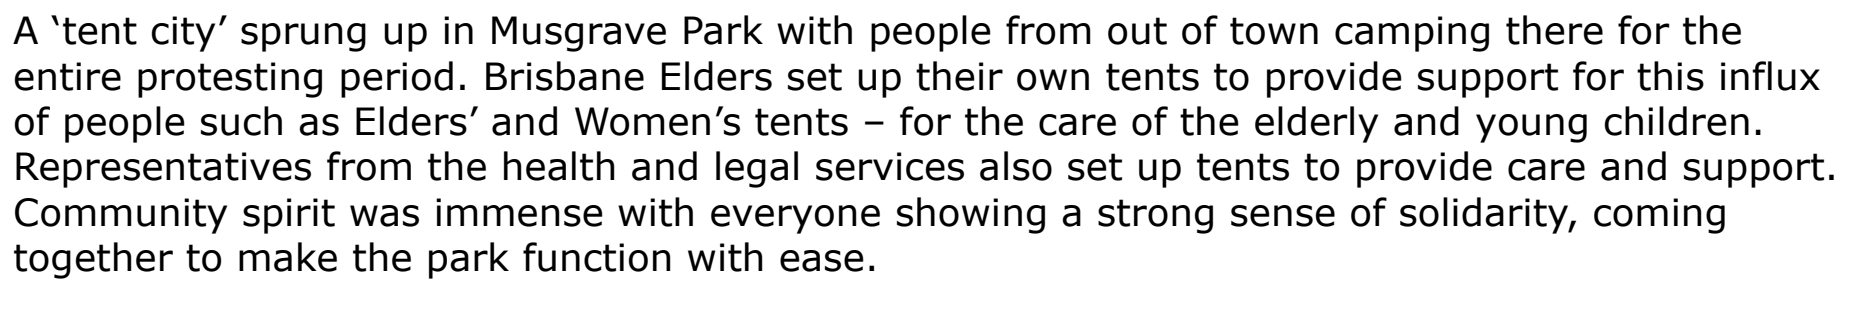 A ‘tent city’ sprung up in Musgrave Park with people from out of town camping there for the
entire protesting period. Brisbane Elders set up their own tents to provide support for this influx
of people such as Elders’ and Women’s tents – for the care of the elderly and young children.
Representatives from the health and legal services also set up tents to provide care and support.
Community spirit was immense with everyone showing a strong sense of solidarity, coming
together to make the park function with ease.